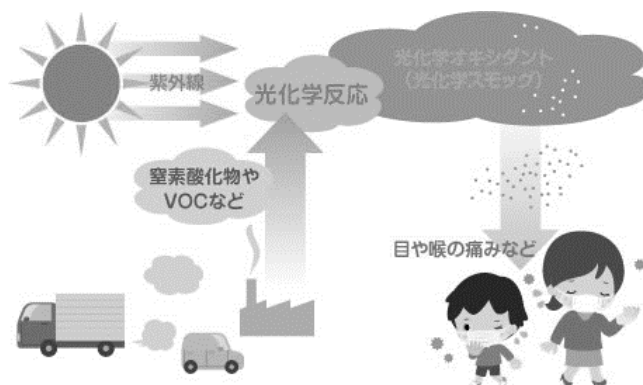 紫外線
光化学反応
光化学オキシダント
(光化学スモッグ)
窒素酸化物や
VOCなど
目や喉の痛みなど